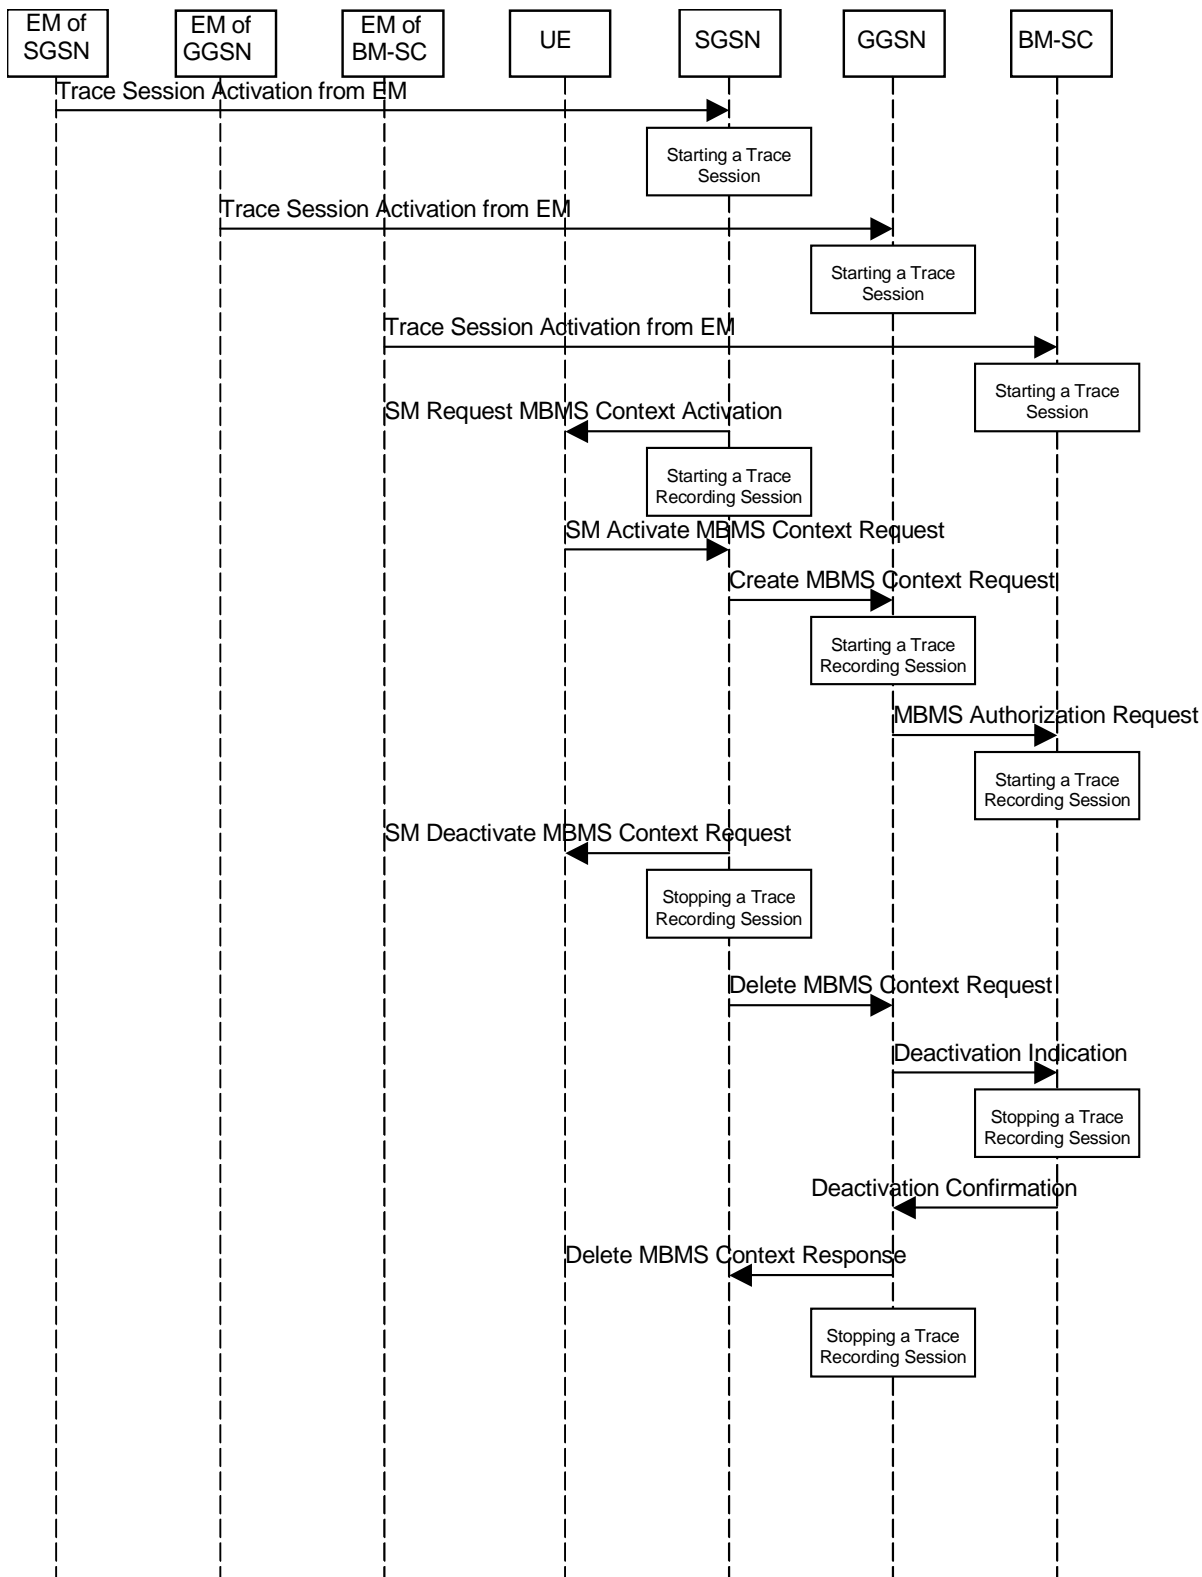 EM of
SGSN
EM of
GGSN
EM of
BM-SC
UE
SGSN
GGSN
BM-SC
Trace Session Activation from EM
Starting a Trace
Session
Trace Session Activation from EM
Starting a Trace
Session
Trace Session Activation from EM
Starting a Trace
Session
SM Request MBMS Context Activation
Starting a Trace
Recording Session
SM Activate MBMS Context Request
Create MBMS Context Request
Starting a Trace
Recording Session
MBMS Authorization Request
Starting a Trace
Recording Session
SM Deactivate MBMS Context Request
Stopping a Trace
Recording Session
Delete MBMS Context Request
Deactivation Indication
Stopping a Trace
Recording Session
Deactivation Confirmation
Delete MBMS Context Response
Stopping a Trace
Recording Session